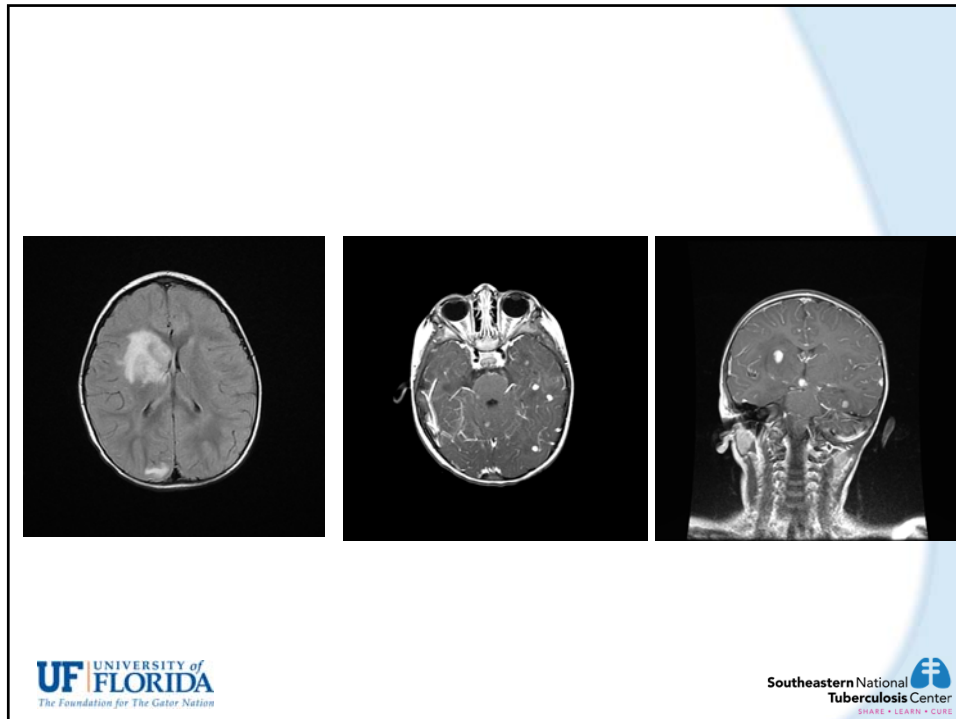 UF UNIVERSITY of
FLORIDA
The Foundation for The Gator Nation
Southeastern National
Tuberculosis Center
SHARE • LEARN • CURE